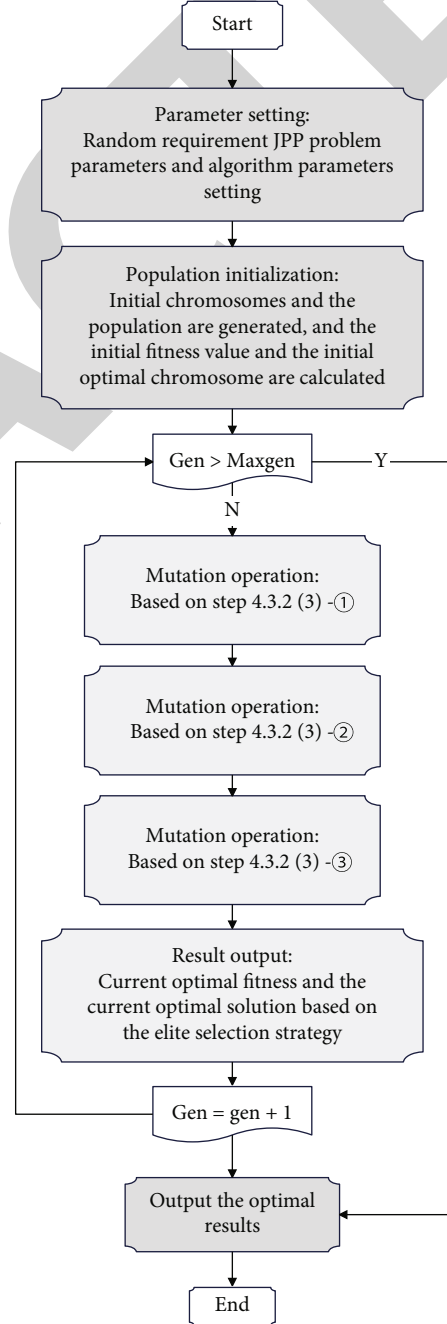 Start
Parameter setting:
Random requirement JPP problem
parameters and algorithm parameters
setting
Population initialization:
Initial chromosomes and the
population are generated, and the
initial fitness value and the initial
optimal chromosome are calculated
Gen > Maxgen
Y
N
Mutation operation:
Based on step 4.3.2 (3) -①
Mutation operation:
Based on step 4.3.2 (3) -②
Mutation operation:
Based on step 4.3.2 (3) -③
Result output:
Current optimal fitness and the
current optimal solution based on
the elite selection strategy
Gen = gen + 1
Output the optimal
results
End